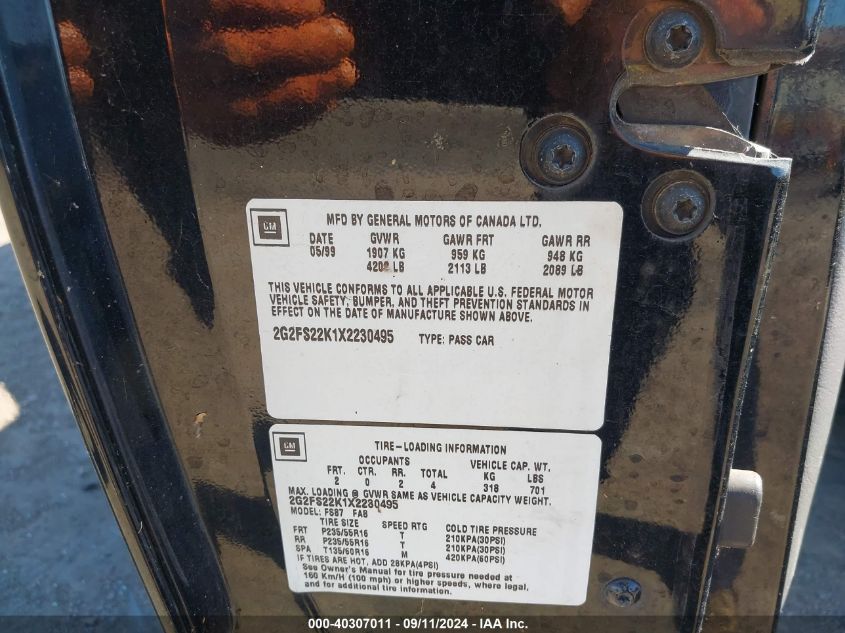 GM
MFD BY GENERAL MOTORS OF CANADA LTD.
DATE GVWR GAWR FRT GAWR RR
05/99 1907 KG 959 KG 948 KG
4202 LB 2113 LB 2089 LB
THIS VEHICLE CONFORMS TO ALL APPLICABLE U.S. FEDERAL MOTOR
VEHICLE SAFETY, BUMPER, AND THEFT PREVENTION STANDARDS IN
EFFECT ON THE DATE OF MANUFACTURE SHOWN ABOVE.
2G2FS22K1X2230495 TYPE: PASS CAR
GM
TIRE-LOADING INFORMATION
OCCUPANTS VEHICLE CAP. WT.
FRT. CTR. RR. TOTAL KG LBS
2 0 2 4 318 701
MAX. LOADING @ GVWR SAME AS VEHICLE CAPACITY WEIGHT.
2G2FS22K1X2230495
MODEL: FS87 FAB
TIRE SIZE SPEED RTG COLD TIRE PRESSURE
FRT P235/55R16 T 210KPA(30PSI)
RR P235/55R16 T 210KPA(30PSI)
SPA T135/60R16 M 420KPA(60PSI)
IF TIRES ARE HOT, ADD 28KPA(4PSI)
See Owner's Manual for tire pressure needed at
160 Km/H (100 mph) or higher speeds, where legal,
and for additional tire information.
000-40307011 - 09/11/2024 - IAA Inc.